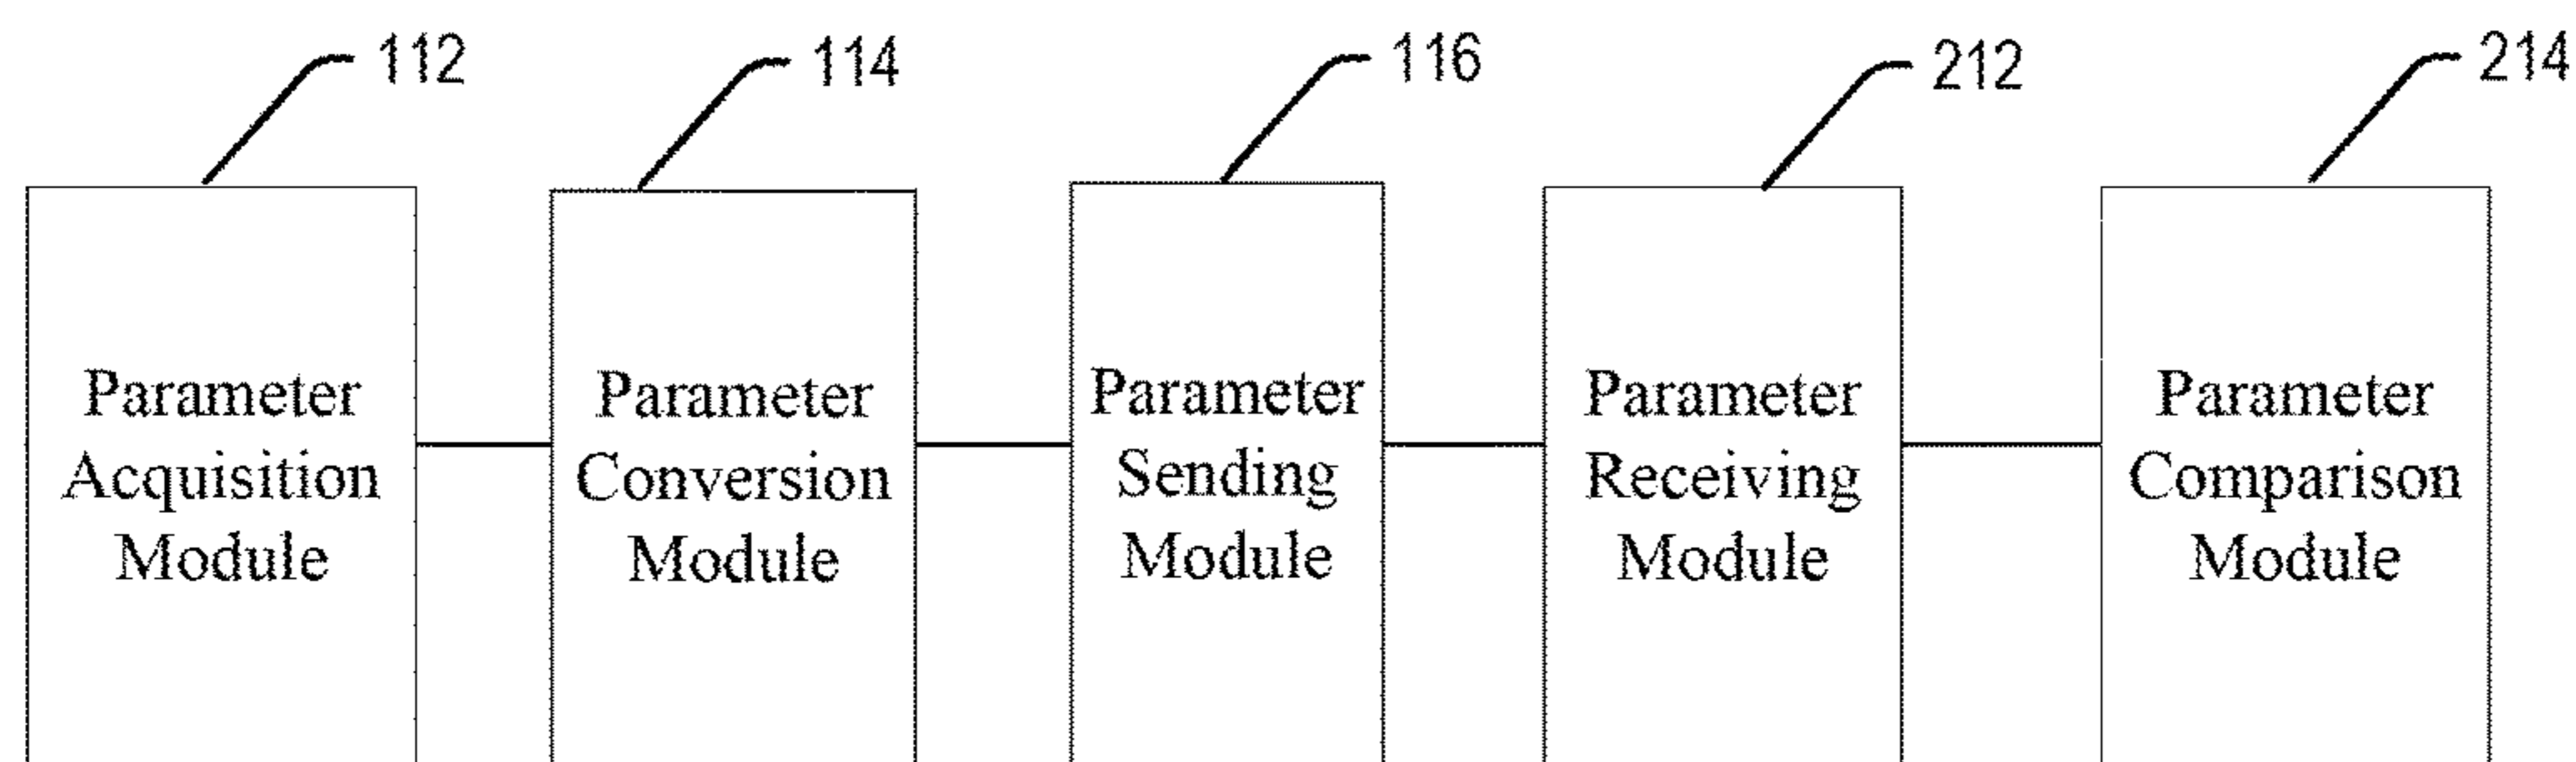 112
114
116
212
214
Parameter
Acquisition
Module
Parameter
Conversion
Module
Parameter
Sending
Module
Parameter
Receiving
Module
Parameter
Comparison
Module